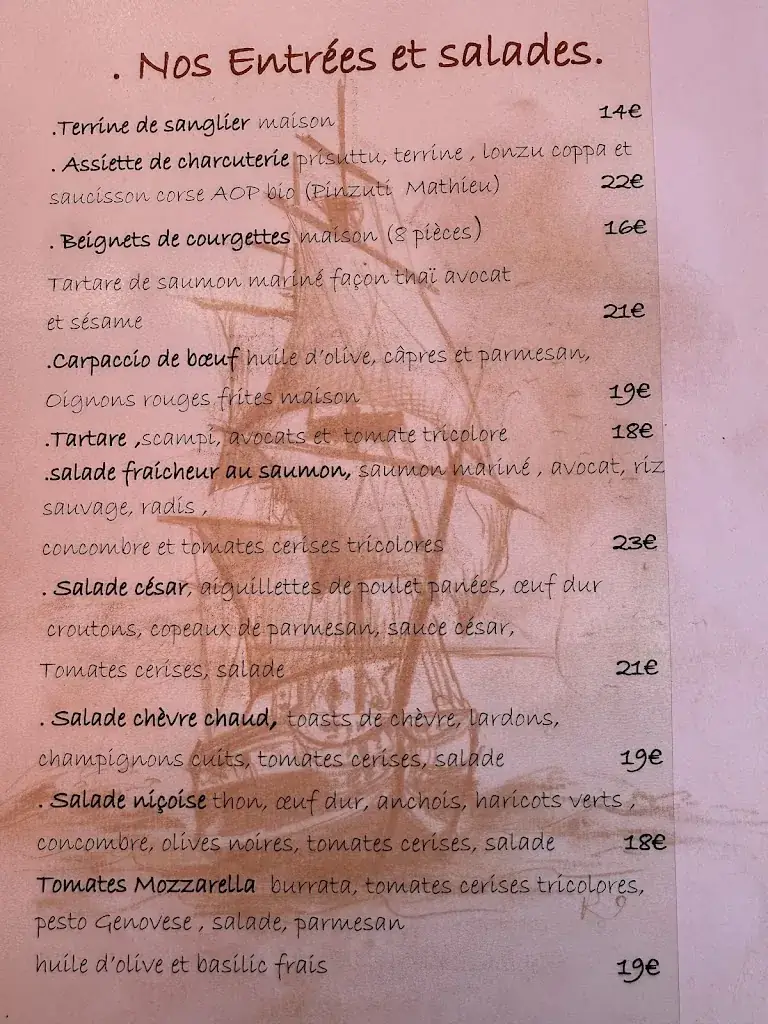 . Nos Entrées et salades.
.Terrine de sanglier maison 14€
. Assiette de charcuterie prisuttu, terrine , lonzu coppa et
saucisson corse AOP bio (Pinzuti Mathieu) 22€
. Beignets de courgettes maison (8 pièces) 16€
Tartare de saumon mariné façon thaï avocat
et sésame 21€
.Carpaccio de bœuf huile d'olive, câpres et parmesan,
Oignons rouges frites maison 19€
.Tartare ,scampi, avocats et tomate tricolore 18€
.salade fraîcheur au saumon, saumon mariné , avocat, riz
sauvage, radis ,
concombre et tomates cerises tricolores 23€
. Salade césar, aiguillettes de poulet panées, œuf dur
croutons, copeaux de parmesan, sauce césar,
Tomates cerises, salade 21€
. Salade chèvre chaud, toasts de chèvre, lardons,
champignons cuits, tomates cerises, salade 19€
. Salade niçoise thon, œuf dur, anchois, haricots verts ,
concombre, olives noires, tomates cerises, salade 18€
Tomates Mozzarella burrata, tomates cerises tricolores,
pesto Genovese , salade, parmesan
huile d'olive et basilic frais 19€